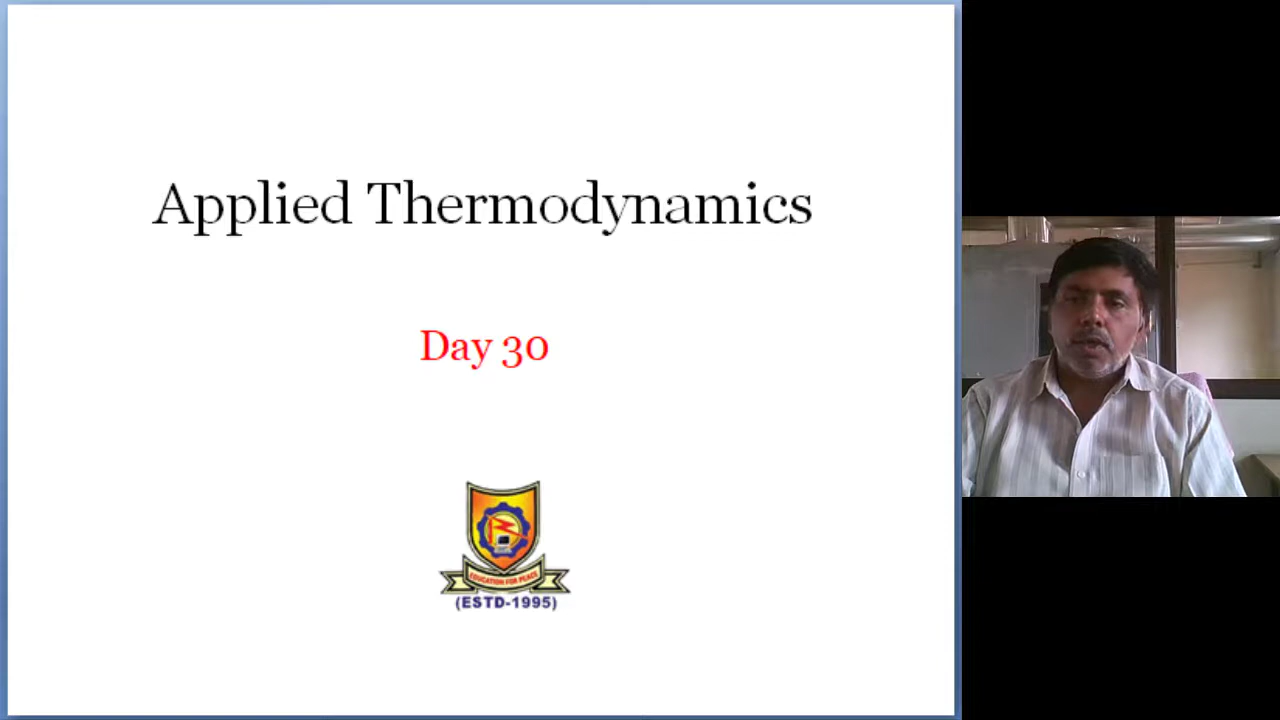 Applied Thermodynamics
Day 30
EDUCATION FOR PEACE
(ESTD-1995)